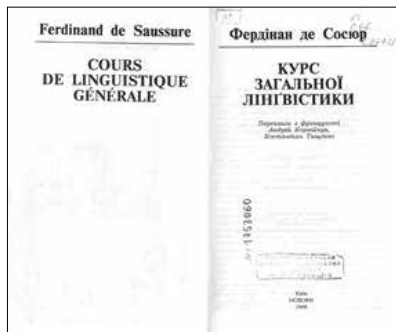 Ferdinand de Saussure
COURS
DE LINGUISTIQUE
GÉNÉRALE
Фердінан де Сосюр
КУРС
ЗАГАЛЬНОЇ
ЛІНГВІСТИКИ
Переклали з французької
Андрій Корнійчук,
Костянтин Тищенко
1753060
Київ
ОСНОВИ
1998